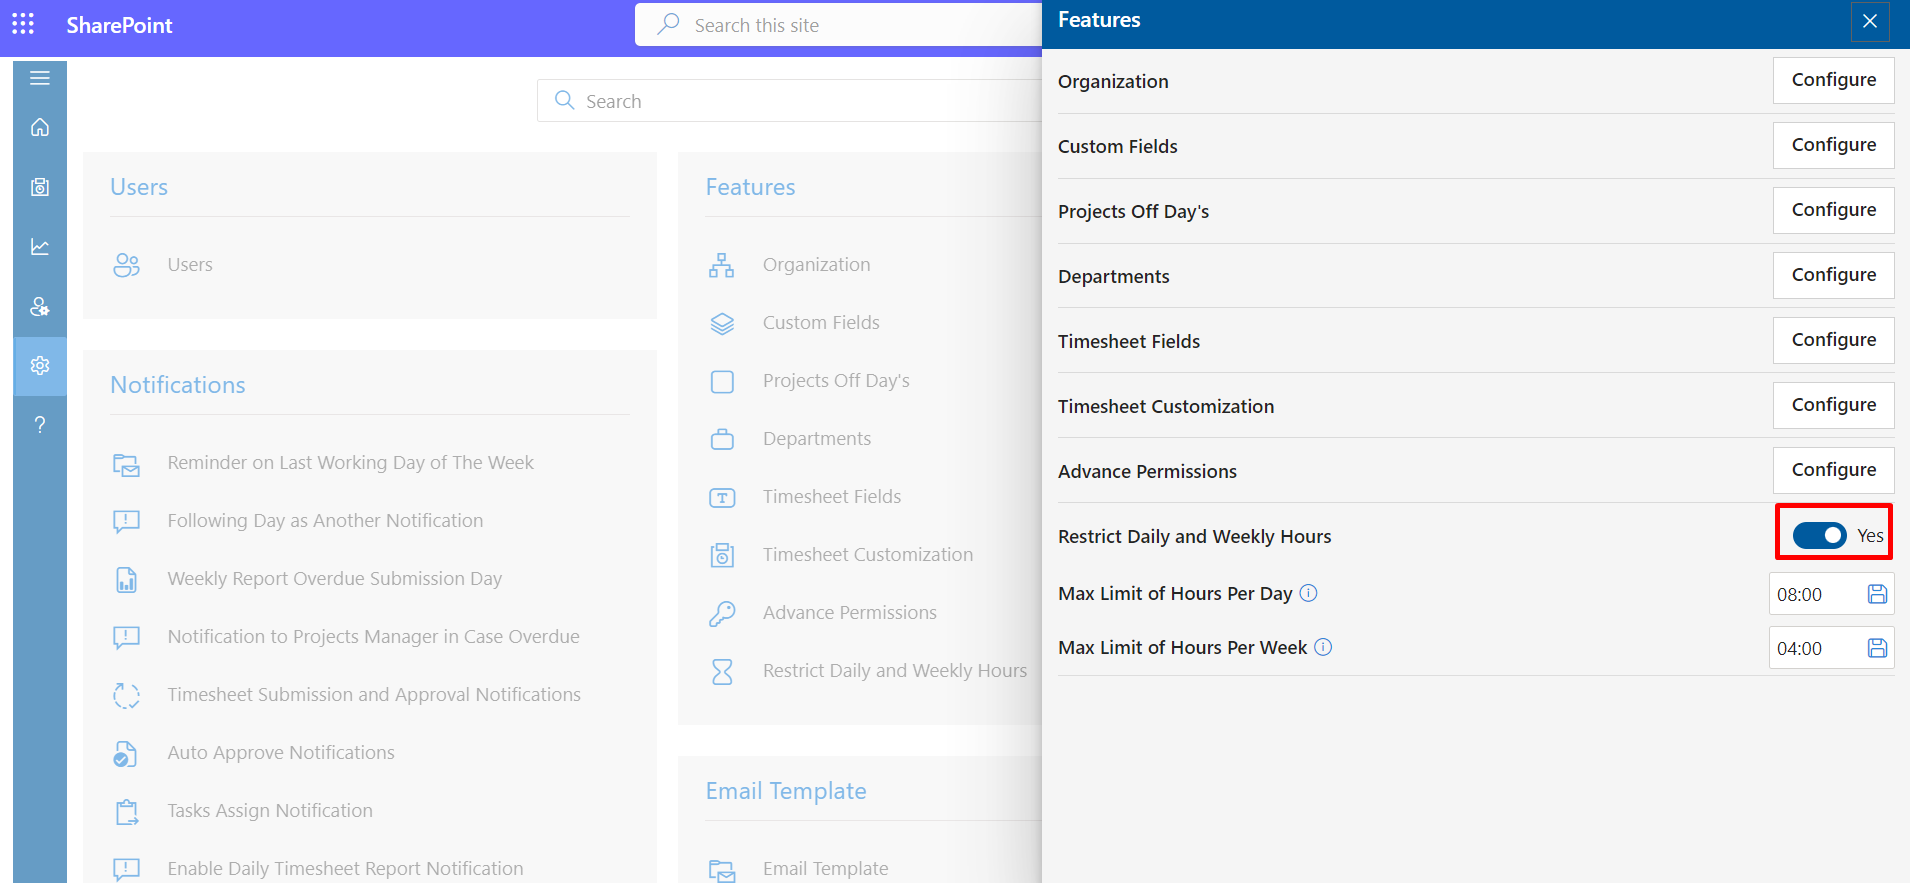 SharePoint
Search this site
Search
Users
Users
Notifications
Reminder on Last Working Day of The Week
Following Day as Another Notification
Weekly Report Overdue Submission Day
Notification to Projects Manager in Case Overdue
Timesheet Submission and Approval Notifications
Auto Approve Notifications
Tasks Assign Notification
Enable Daily Timesheet Report Notification
Features
Organization
Custom Fields
Projects Off Day's
Departments
Timesheet Fields
Timesheet Customization
Advance Permissions
Restrict Daily and Weekly Hours
Email Template
Email Template
Features
Organization Configure
Custom Fields Configure
Projects Off Day's Configure
Departments Configure
Timesheet Fields Configure
Timesheet Customization Configure
Advance Permissions Configure
Restrict Daily and Weekly Hours Yes
Max Limit of Hours Per Day 08:00
Max Limit of Hours Per Week 04:00